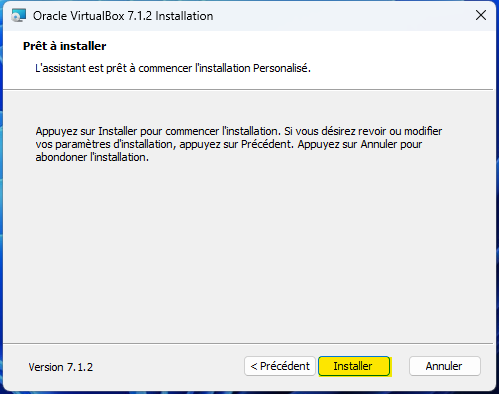 Oracle VirtualBox 7.1.2 Installation
Prêt à installer
L'assistant est prêt à commencer l'installation Personalisé.
Appuyez sur Installer pour commencer l'installation. Si vous désirez revoir ou modifier
vos paramètres d'installation, appuyez sur Précédent. Appuyez sur Annuler pour
abondoner l'installation.
Version 7.1.2
< Précédent
Installer
Annuler